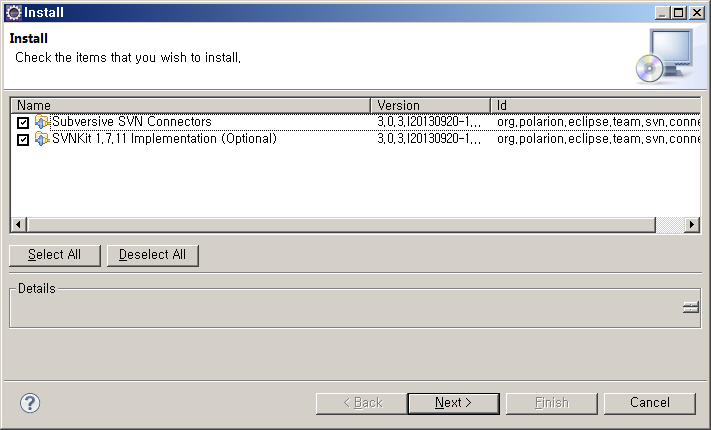 Install
Install
Check the items that you wish to install.
Name Version Id
Subversive SVN Connectors 3.0.3.I20130920-1... org.polarion.eclipse.team.svn.conne
SVNKit 1.7.11 Implementation (Optional) 3.0.3.I20130920-1... org.polarion.eclipse.team.svn.conne
Select All Deselect All
Details
? < Back Next > Finish Cancel